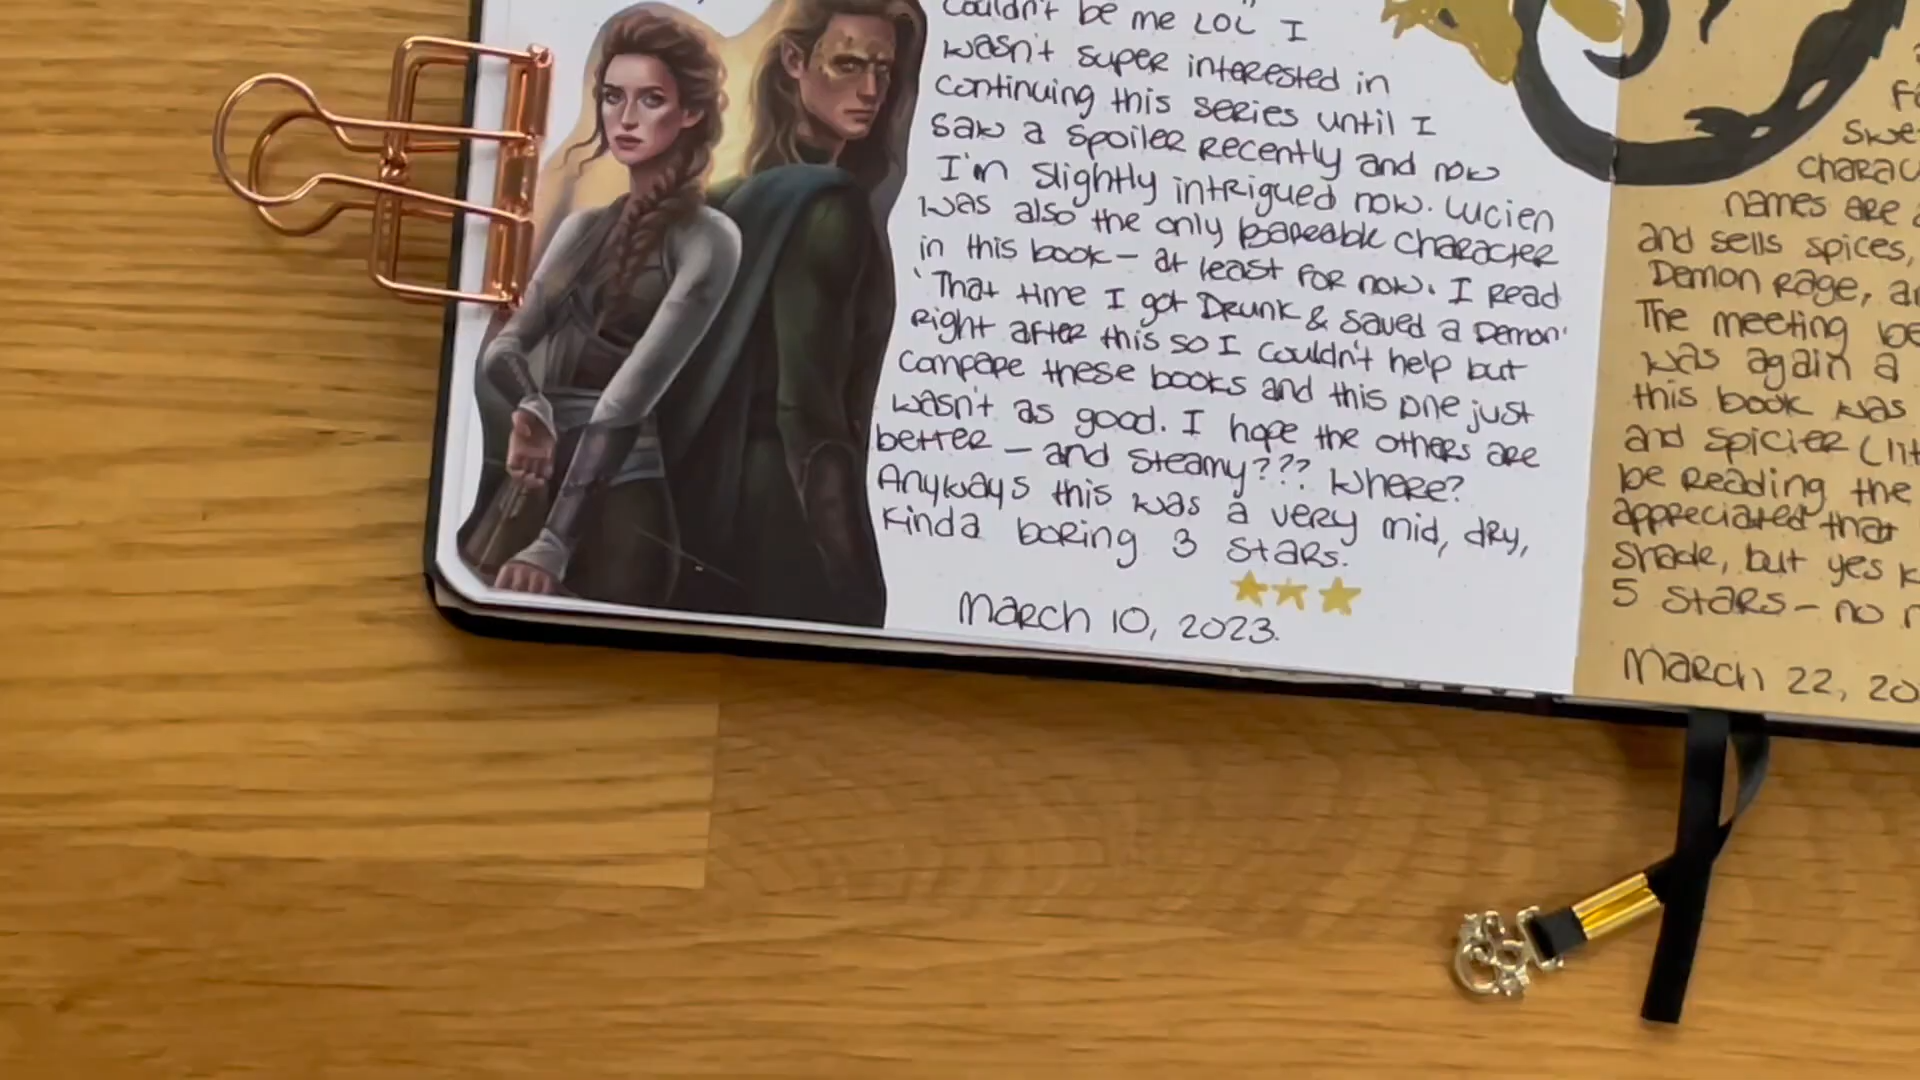 couldn't be me LOL" I
wasn't super interested in
continuing this series until I
saw a spoiler recently and now
I'm slightly intrigued now. Lucien
was also the only bareable character
in this book - at least for now. I read
'That time I got Drunk & saved a Demon'
right after this so I couldn't help but
compare these books and this one just
wasn't as good. I hope the others are
better - and steamy??? Where?
Anyways this was a very mid, dry,
kinda boring 3 stars.
March 10, 2023.
names are
and sells spices,
Demon rage,
The meeting
was again a
this book was
and spicier
be reading the
appreciated that
shade, but yes
5 stars - no
March 22, 20